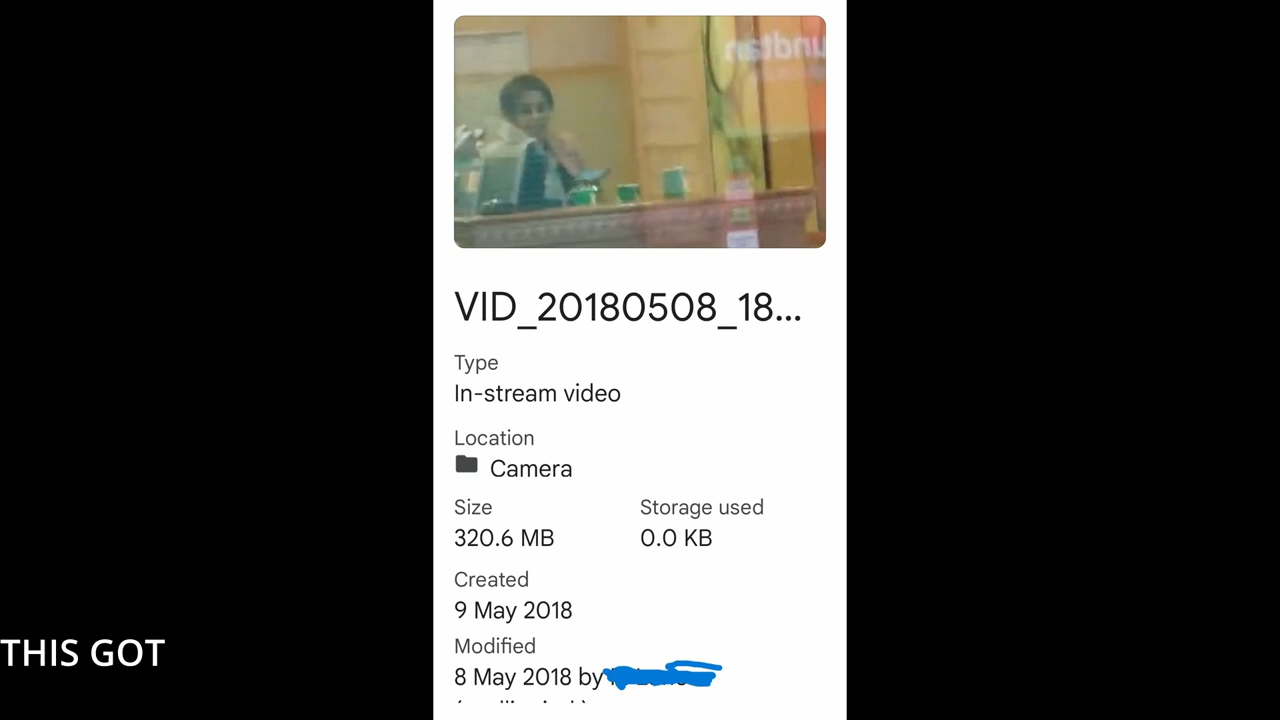 undtan
VID_20180508_18...
Type
In-stream video
Location
Camera
Size
Storage used
320.6 MB
0.0 KB
Created
9 May 2018
Modified
8 May 2018 by
THIS GOT